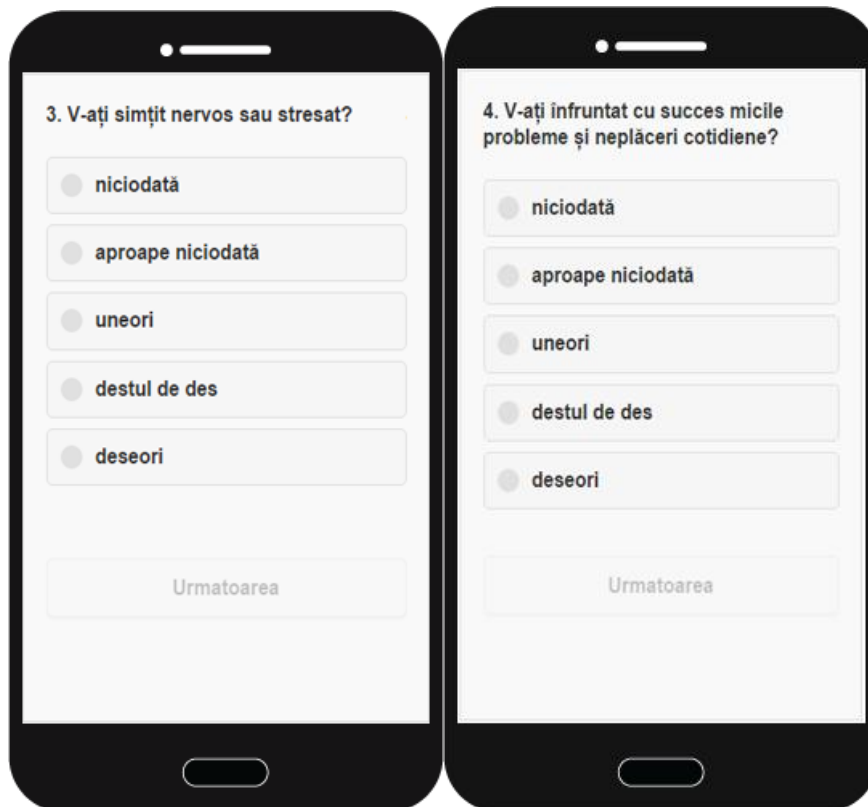 3. V-ați simțit nervos sau stresat?
niciodată
aproape niciodată
uneori
destul de des
deseori
Urmatoarea
4. V-ați înfruntat cu succes micile
probleme și neplăceri cotidiene?
niciodată
aproape niciodată
uneori
destul de des
deseori
Urmatoarea